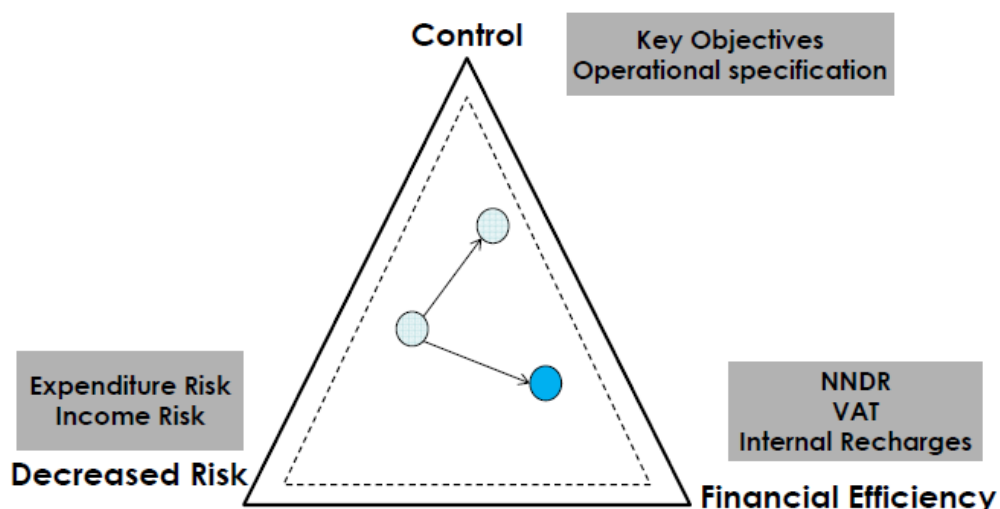 Control
Key Objectives
Operational specification
Expenditure Risk
Income Risk
Decreased Risk
NNDR
VAT
Internal Recharges
Financial Efficiency